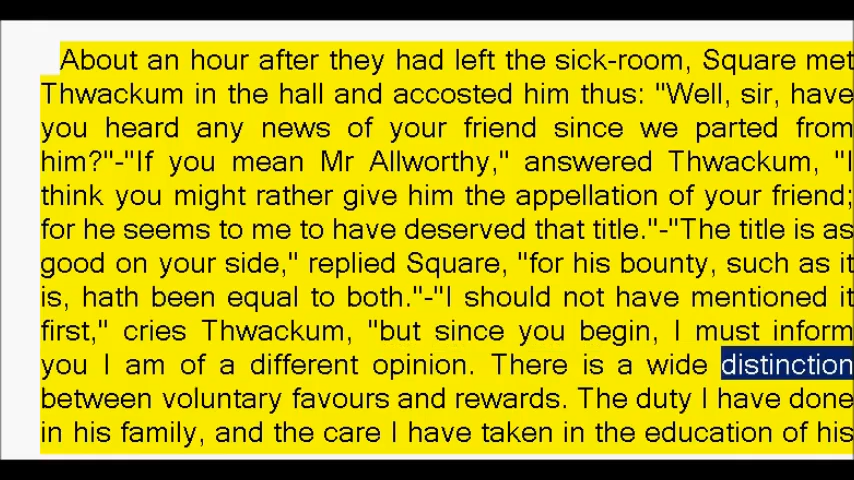 About an hour after they had left the sick-room, Square met
Thwackum in the hall and accosted him thus: "Well, sir, have
you heard any news of your friend since we parted from
him?"-"If you mean Mr Allworthy," answered Thwackum, "I
think you might rather give him the appellation of your friend;
for he seems to me to have deserved that title."-"The title is as
good on your side," replied Square, "for his bounty, such as it
is, hath been equal to both."-"I should not have mentioned it
first," cries Thwackum, "but since you begin, I must inform
you I am of a different opinion. There is a wide distinction
between voluntary favours and rewards. The duty I have done
in his family, and the care I have taken in the education of his